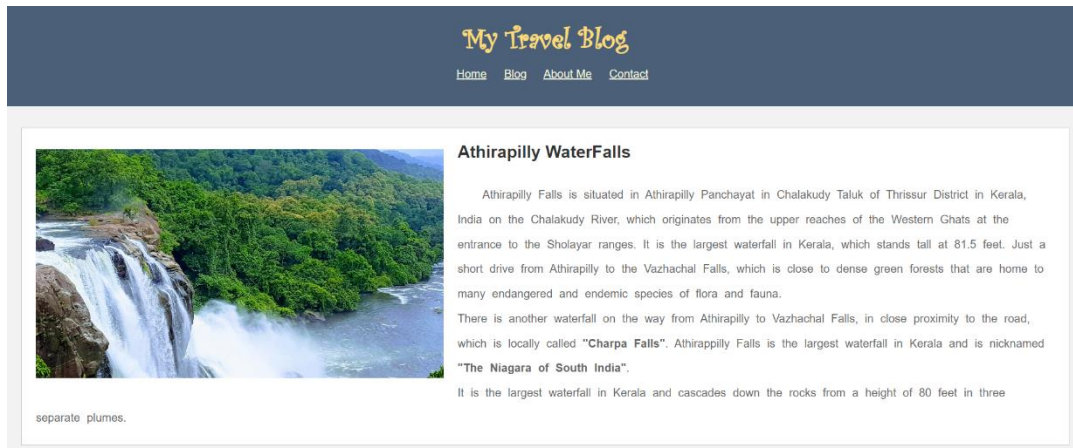 My Travel Blog
Home Blog About Me Contact
Athirapilly WaterFalls
Athirapilly Falls is situated in Athirapilly Panchayat in Chalakudy Taluk of Thrissur District in Kerala,
India on the Chalakudy River, which originates from the upper reaches of the Western Ghats at the
entrance to the Sholayar ranges. It is the largest waterfall in Kerala, which stands tall at 81.5 feet. Just a
short drive from Athirapilly to the Vazhachal Falls, which is close to dense green forests that are home to
many endangered and endemic species of flora and fauna.
There is another waterfall on the way from Athirapilly to Vazhachal Falls, in close proximity to the road,
which is locally called "Charpa Falls". Athirappilly Falls is the largest waterfall in Kerala and is nicknamed
"The Niagara of South India".
It is the largest waterfall in Kerala and cascades down the rocks from a height of 80 feet in three
separate plumes.